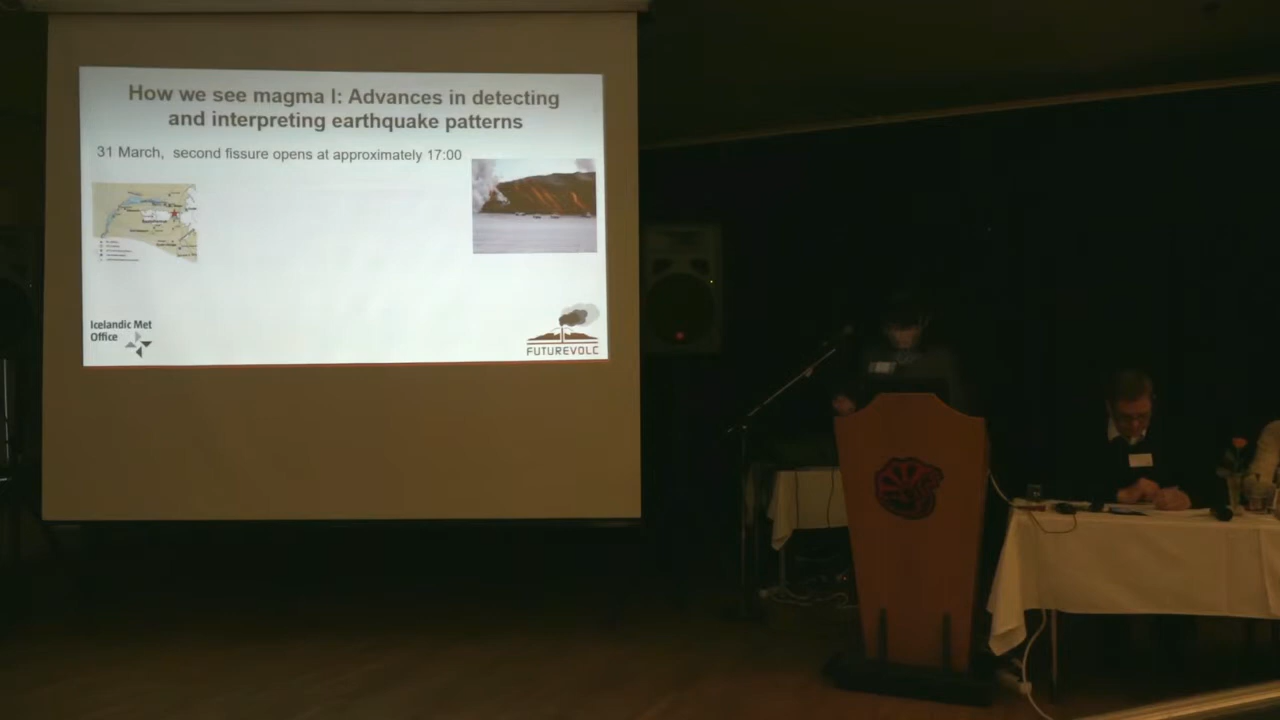 How we see magma I: Advances in detecting
and interpreting earthquake patterns
31 March, second fissure opens at approximately 17:00
Icelandic Met
Office
FUTUREVOLC